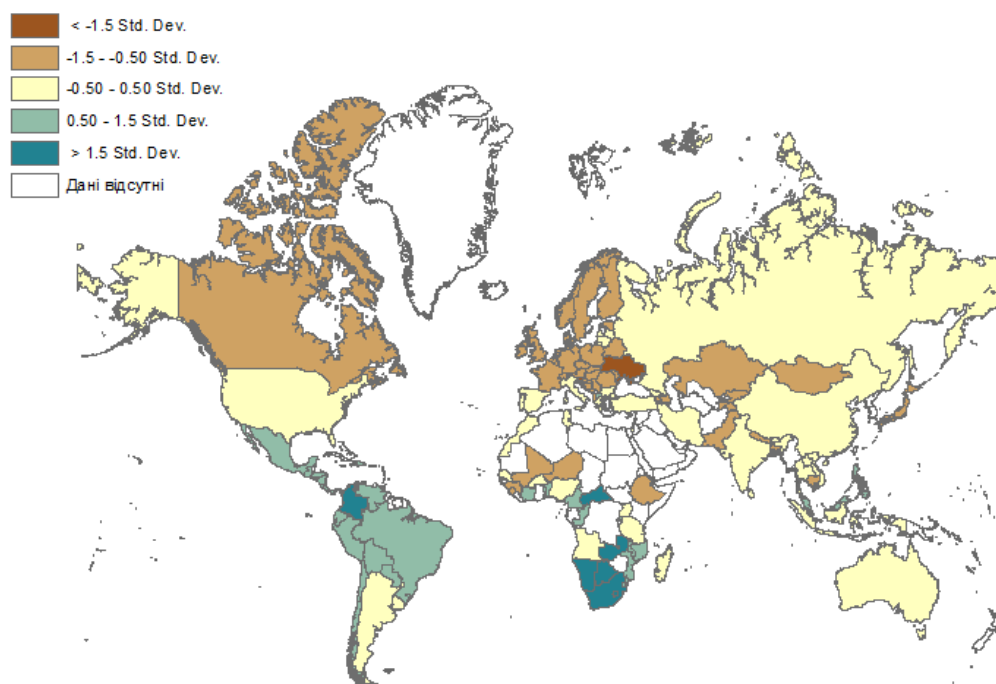 < -1.5 Std. Dev.
-1.5 - -0.50 Std. Dev.
-0.50 - 0.50 Std. Dev.
0.50 - 1.5 Std. Dev.
> 1.5 Std. Dev.
Дані відсутні